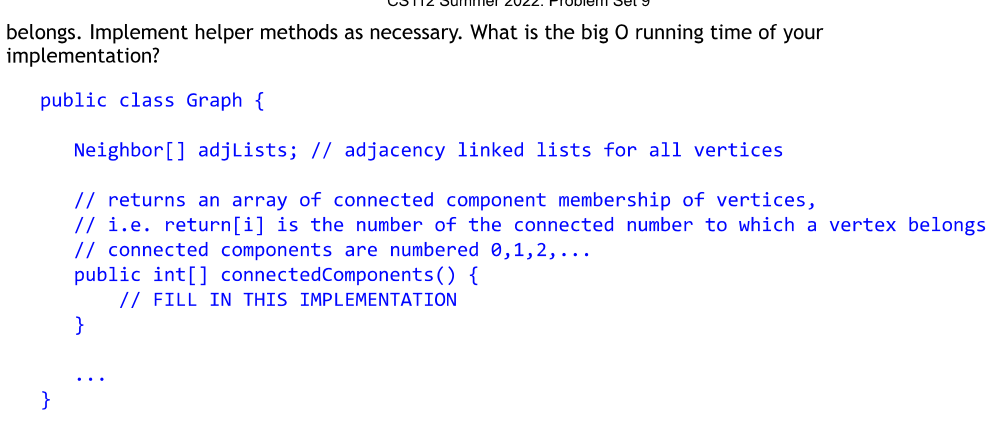 CS112 Summer 2022: Problem Set 9
belongs. Implement helper methods as necessary. What is the big O running time of your
implementation?
public class Graph {
Neighbor[] adjLists; // adjacency linked lists for all vertices
// returns an array of connected component membership of vertices,
// i.e. return[i] is the number of the connected number to which a vertex belongs
// connected components are numbered 0,1,2,...
public int[] connectedComponents() {
// FILL IN THIS IMPLEMENTATION
}
...
}